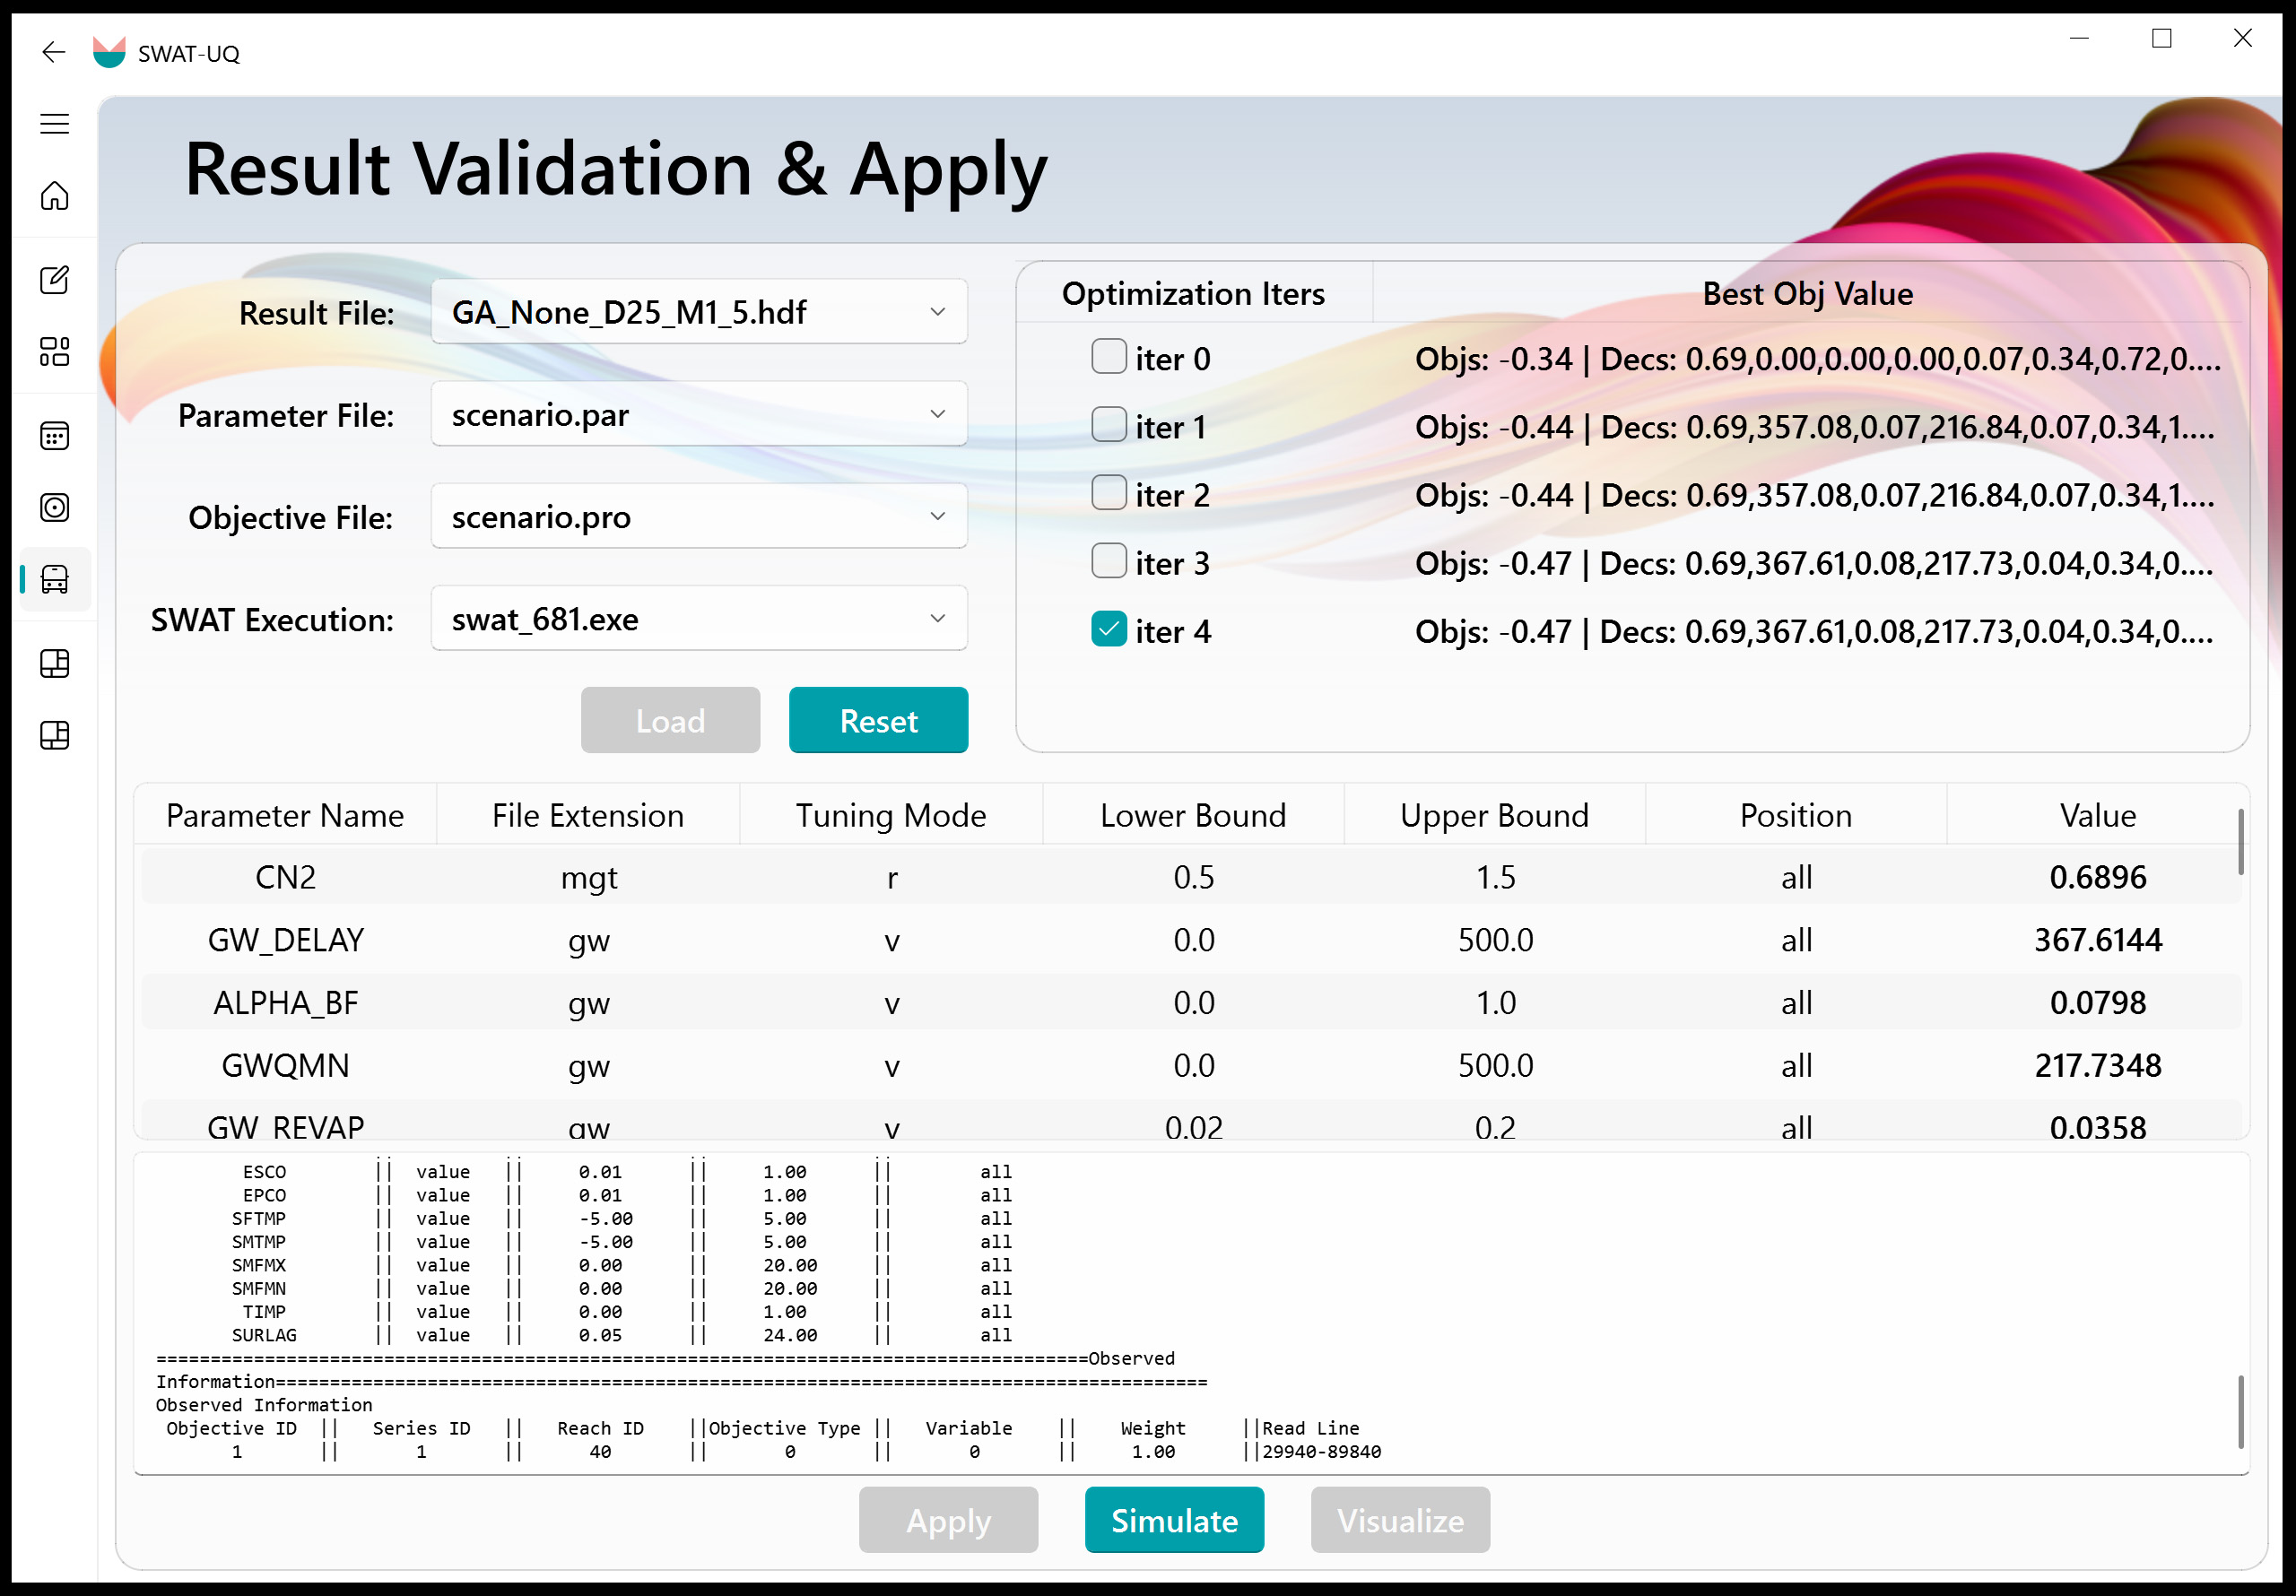 SWAT-UQ
Result Validation & Apply
Result File: GA_None_D25_M1_5.hdf
Parameter File: scenario.par
Objective File: scenario.pro
SWAT Execution: swat_681.exe
Load Reset
Optimization Iters Best Obj Value
iter 0 Objs: -0.34 | Decs: 0.69,0.00,0.00,0.00,0.07,0.34,0.72,0....
iter 1 Objs: -0.44 | Decs: 0.69,357.08,0.07,216.84,0.07,0.34,1....
iter 2 Objs: -0.44 | Decs: 0.69,357.08,0.07,216.84,0.07,0.34,1....
iter 3 Objs: -0.47 | Decs: 0.69,367.61,0.08,217.73,0.04,0.34,0....
iter 4 Objs: -0.47 | Decs: 0.69,367.61,0.08,217.73,0.04,0.34,0....
Parameter Name File Extension Tuning Mode Lower Bound Upper Bound Position Value
CN2 mgt r 0.5 1.5 all 0.6896
GW_DELAY gw v 0.0 500.0 all 367.6144
ALPHA_BF gw v 0.0 1.0 all 0.0798
GWQMN gw v 0.0 500.0 all 217.7348
GW_REVAP gw v 0.02 0.2 all 0.0358
ESCO || value || 0.01 || 1.00 || all
EPCO || value || 0.01 || 1.00 || all
SFTMP || value || -5.00 || 5.00 || all
SMTMP || value || -5.00 || 5.00 || all
SMFMX || value || 0.00 || 20.00 || all
SMFMN || value || 0.00 || 20.00 || all
TIMP || value || 0.00 || 1.00 || all
SURLAG || value || 0.05 || 24.00 || all
======================================================================================Observed
Information======================================================================================
Observed Information
Objective ID || Series ID || Reach ID ||Objective Type || Variable || Weight ||Read Line
1 || 1 || 40 || 0 || 0 || 1.00 ||29940-89840
Apply Simulate Visualize